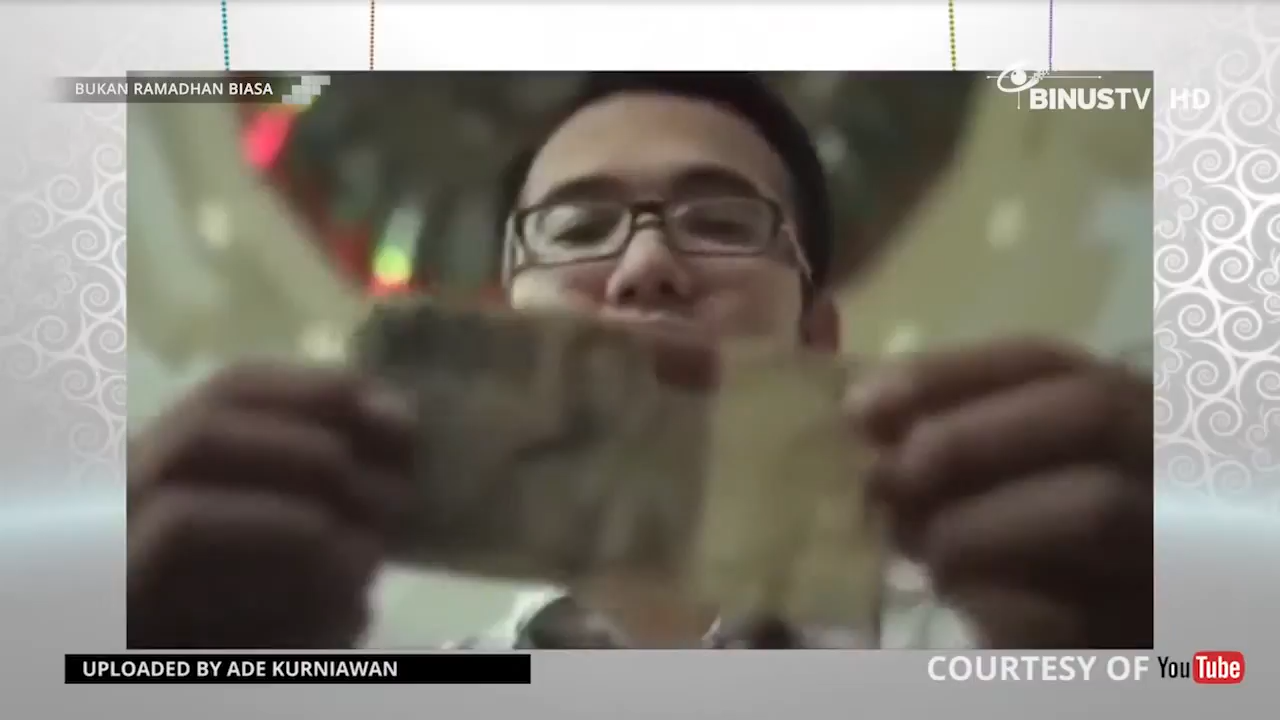 BUKAN RAMADHAN BIASA
BINUSTV HD
UPLOADED BY ADE KURNIAWAN
COURTESY OF YouTube